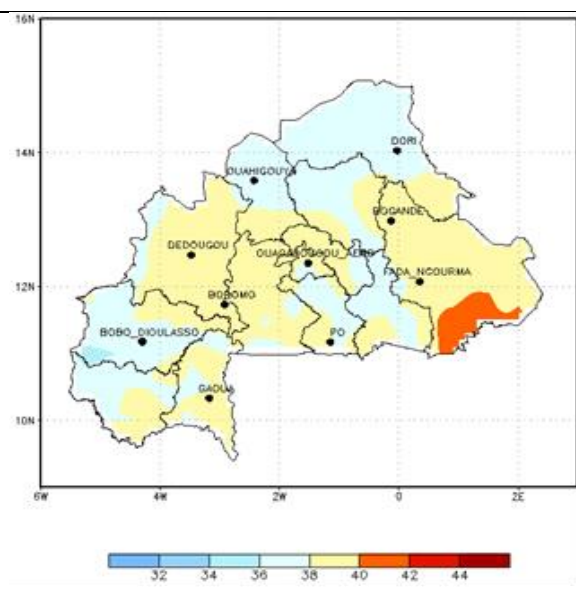 16N
DORI
14N
OUAHIGOUYA
BOGANDE
DEDOUGOU
OUAGADOUGOU_AERO
FADA_NGOURMA
12N
BOROMO
BOBO_DIOULASSO
PO
GAOUA
10N
6W 4W 2W 0 2E
32 34 36 38 40 42 44